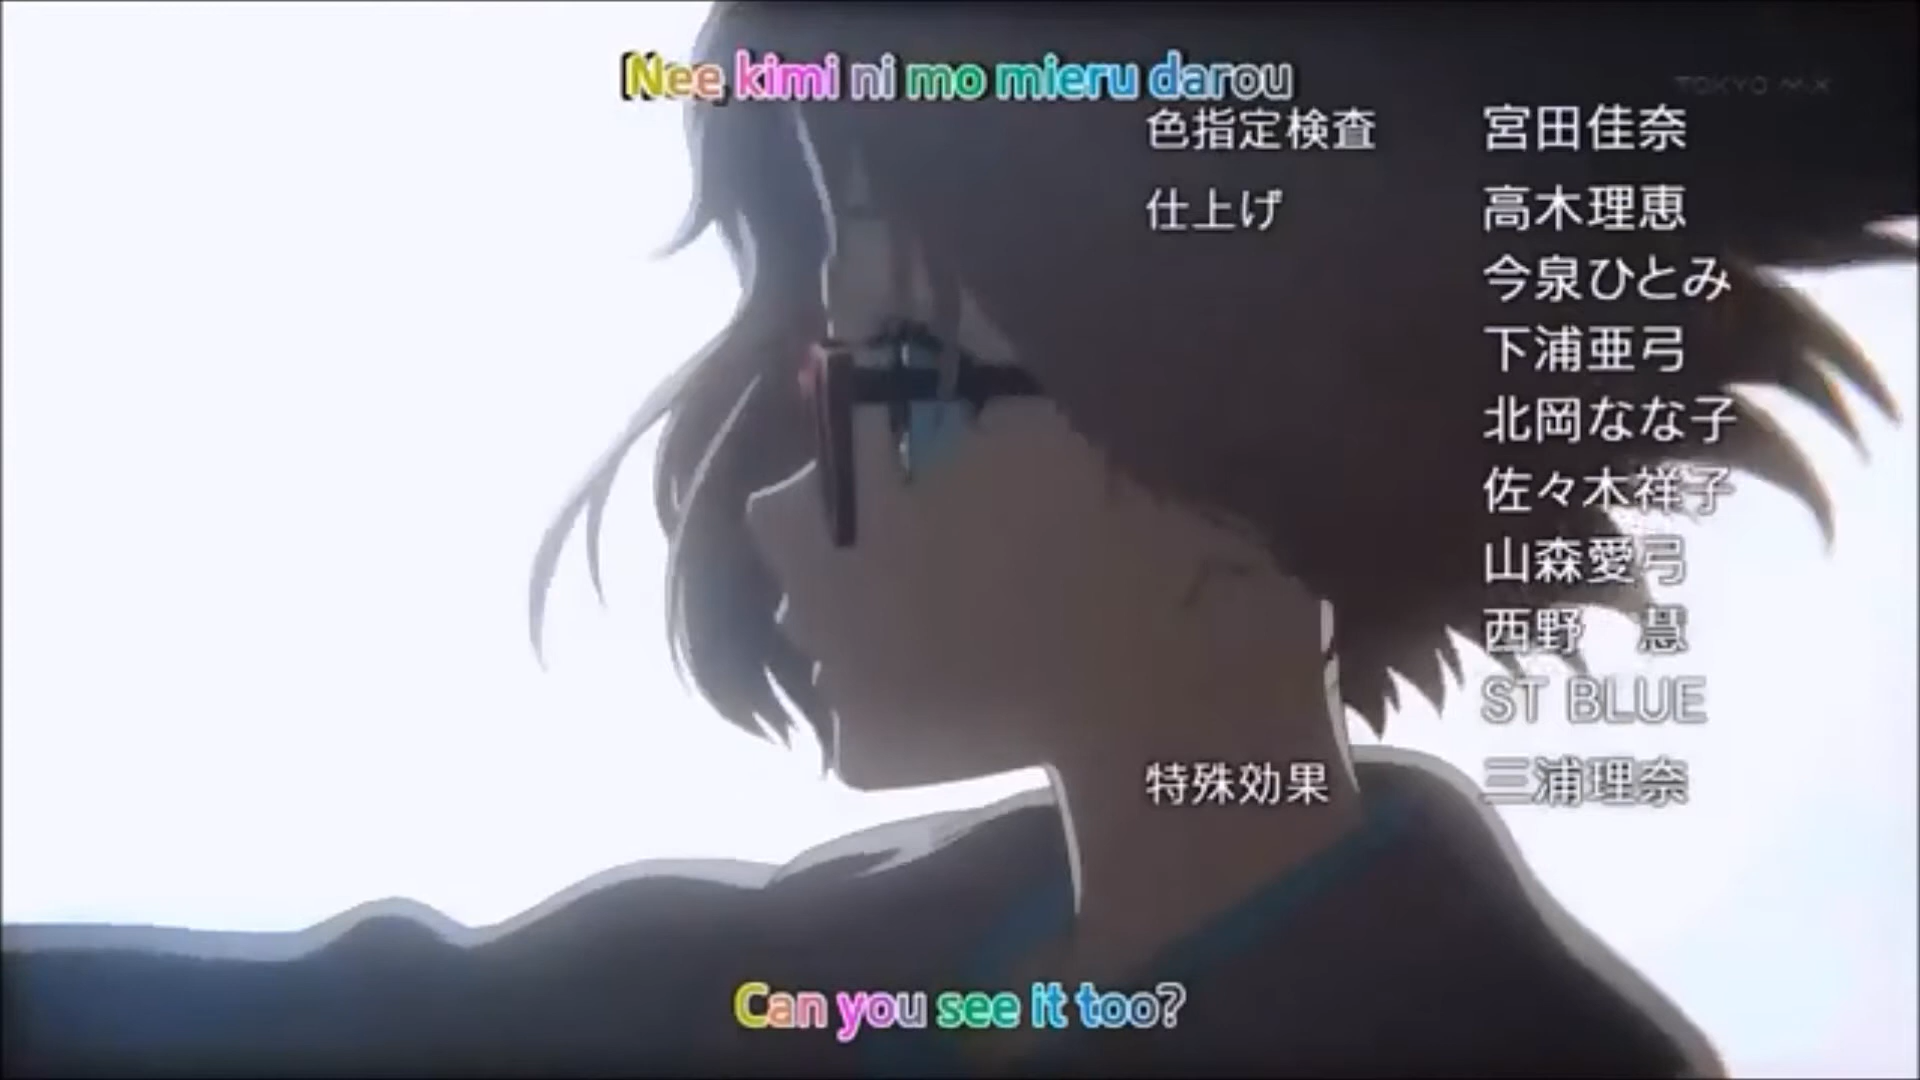 Nee kimi ni mo mieru darou
TOKYO MX
色指定検査 宮田佳奈
仕上げ 高木理恵
今泉ひとみ
下浦亜弓
北岡なな子
佐々木祥子
山森愛弓
西野 慧
ST BLUE
特殊効果 三浦理奈
Can you see it too?